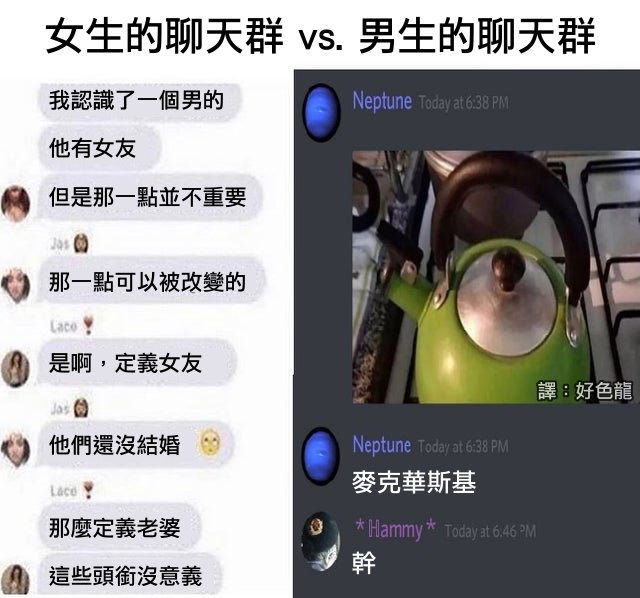 女生的聊天群 vs. 男生的聊天群
我認識了一個男的
他有女友
但是那一點並不重要
Jas
那一點可以被改變的
Laco
是啊，定義女友
Jas
他們還沒結婚
Laco
那麼定義老婆
這些頭銜沒意義
Neptune Today at 6:38 PM
譯：好色龍
Neptune Today at 6:38 PM
麥克華斯基
*ℍammy* Today at 6:46 PM
幹